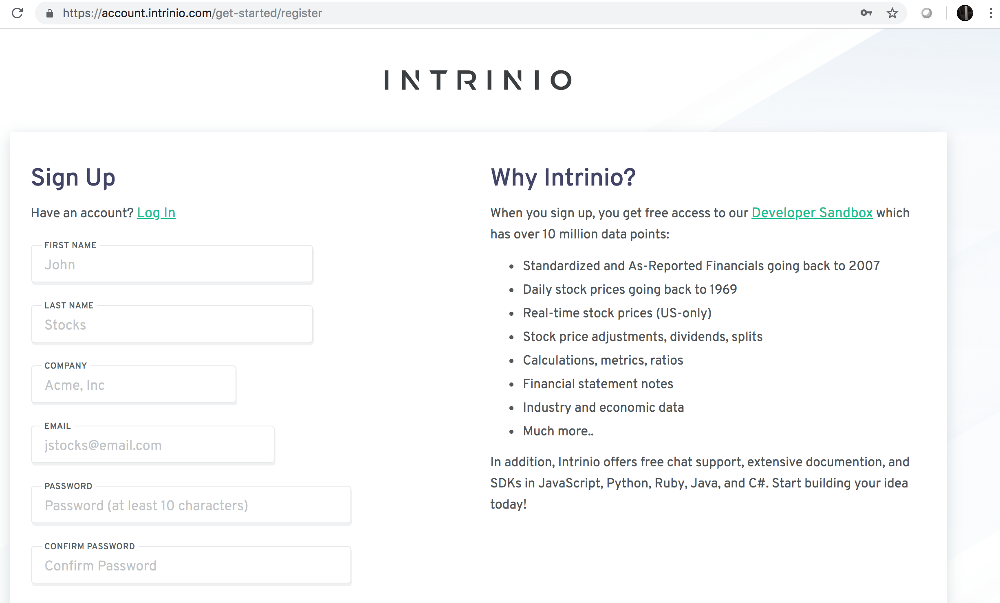 https://account.intrinio.com/get-started/register
INTRINIO
Sign Up
Have an account? Log In
FIRST NAME
John
LAST NAME
Stocks
COMPANY
Acme, Inc
EMAIL
jstocks@email.com
PASSWORD
Password (at least 10 characters)
CONFIRM PASSWORD
Confirm Password
Why Intrinio?
When you sign up, you get free access to our Developer Sandbox which
has over 10 million data points:
• Standardized and As-Reported Financials going back to 2007
• Daily stock prices going back to 1969
• Real-time stock prices (US-only)
• Stock price adjustments, dividends, splits
• Calculations, metrics, ratios
• Financial statement notes
• Industry and economic data
• Much more..
In addition, Intrinio offers free chat support, extensive documention, and
SDKs in JavaScript, Python, Ruby, Java, and C#. Start building your idea
today!